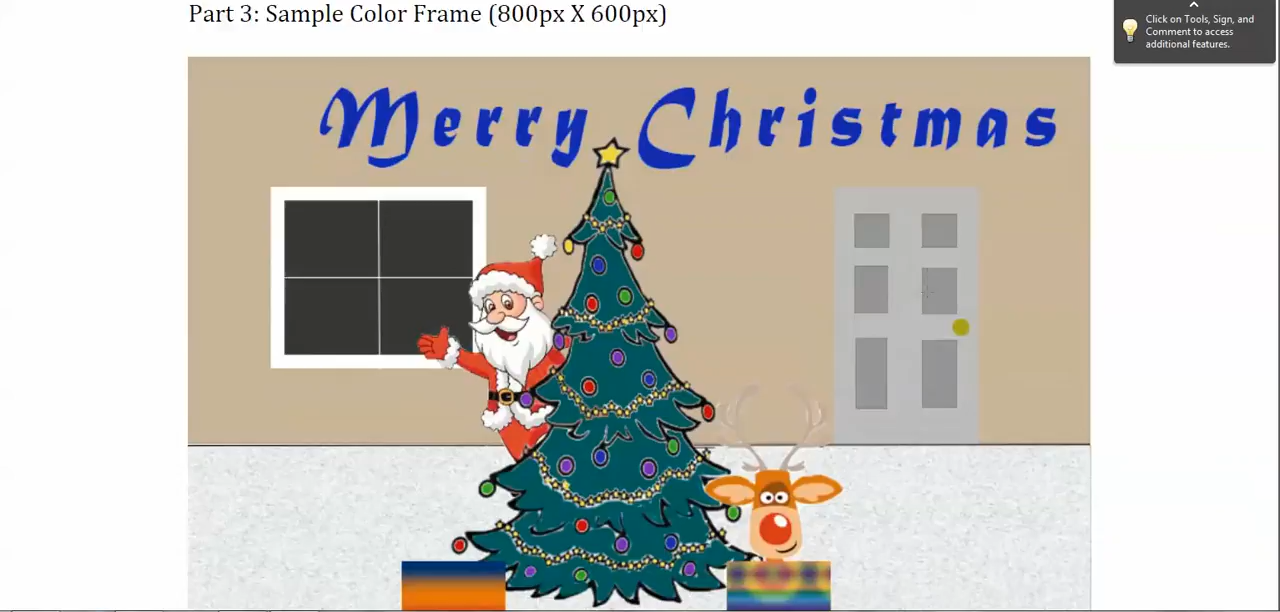 Part 3: Sample Color Frame (800px X 600px)
Click on Tools, Sign, and
Comment to access
additional features.
Merry Christmas